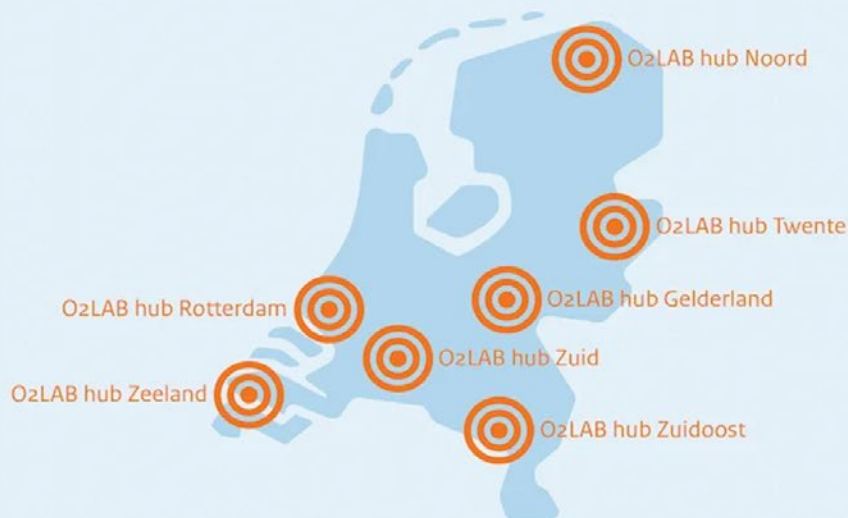 O2LAB hub Noord
O2LAB hub Twente
O2LAB hub Gelderland
O2LAB hub Rotterdam
O2LAB hub Zuid
O2LAB hub Zeeland
O2LAB hub Zuidoost